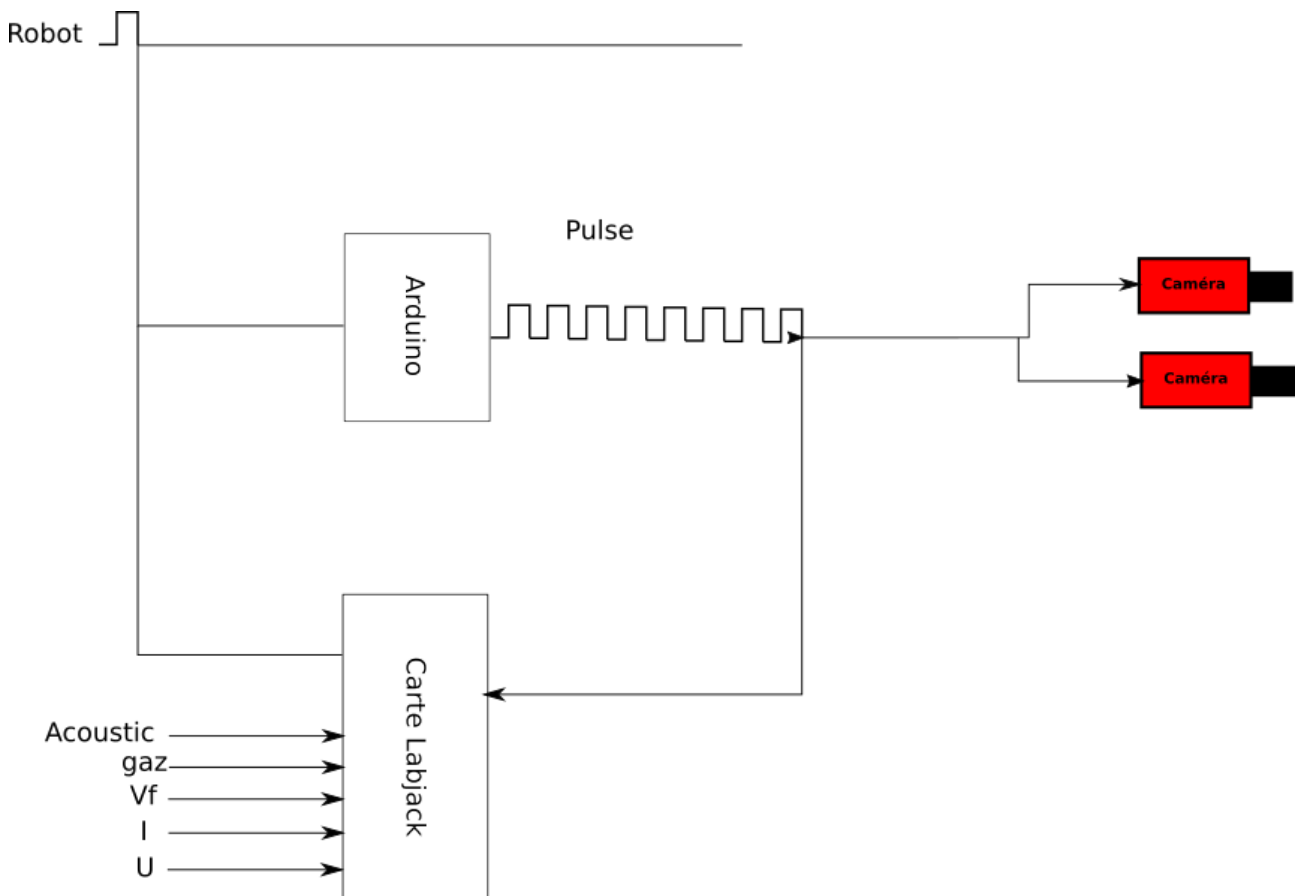 Robot
Pulse
Arduino
Caméra
Caméra
Carte Labjack
Acoustic
gaz
Vf
I
U